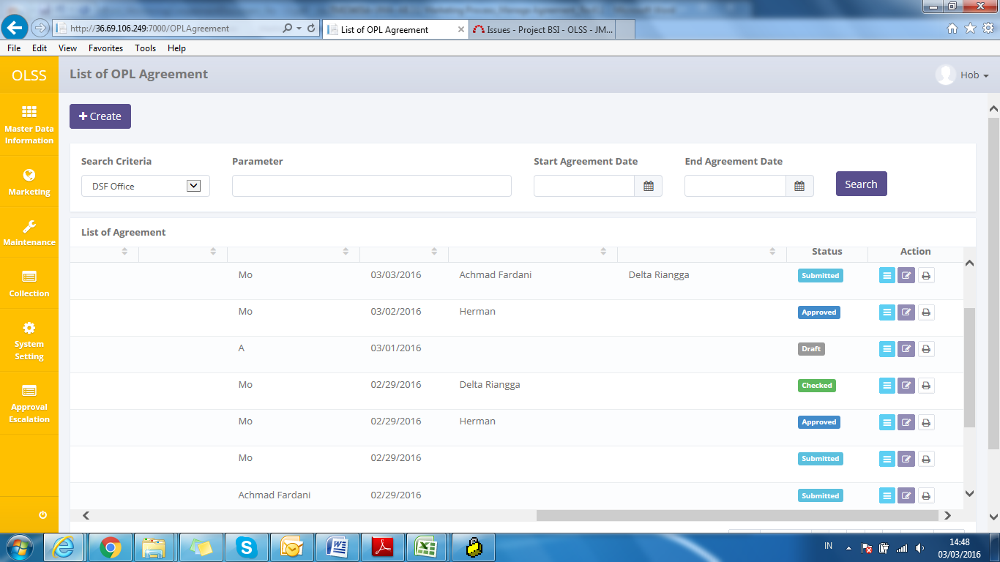 http://36.69.106.249:7000/OPLAgreement
List of OPL Agreement
Issues - Project BSI - OLSS - JM...
File Edit View Favorites Tools Help
OLSS
List of OPL Agreement
Hob
Create
Master Data
Information
Marketing
Maintenance
Collection
System
Setting
Approval
Escalation
Search Criteria
Parameter
Start Agreement Date
End Agreement Date
DSF Office
Search
List of Agreement
Status Action
Mo 03/03/2016 Achmad Fardani Delta Riangga Submitted
Mo 03/02/2016 Herman Approved
A 03/01/2016 Draft
Mo 02/29/2016 Delta Riangga Checked
Mo 02/29/2016 Herman Approved
Mo 02/29/2016 Submitted
Achmad Fardani 02/29/2016 Submitted
IN
14:48
03/03/2016